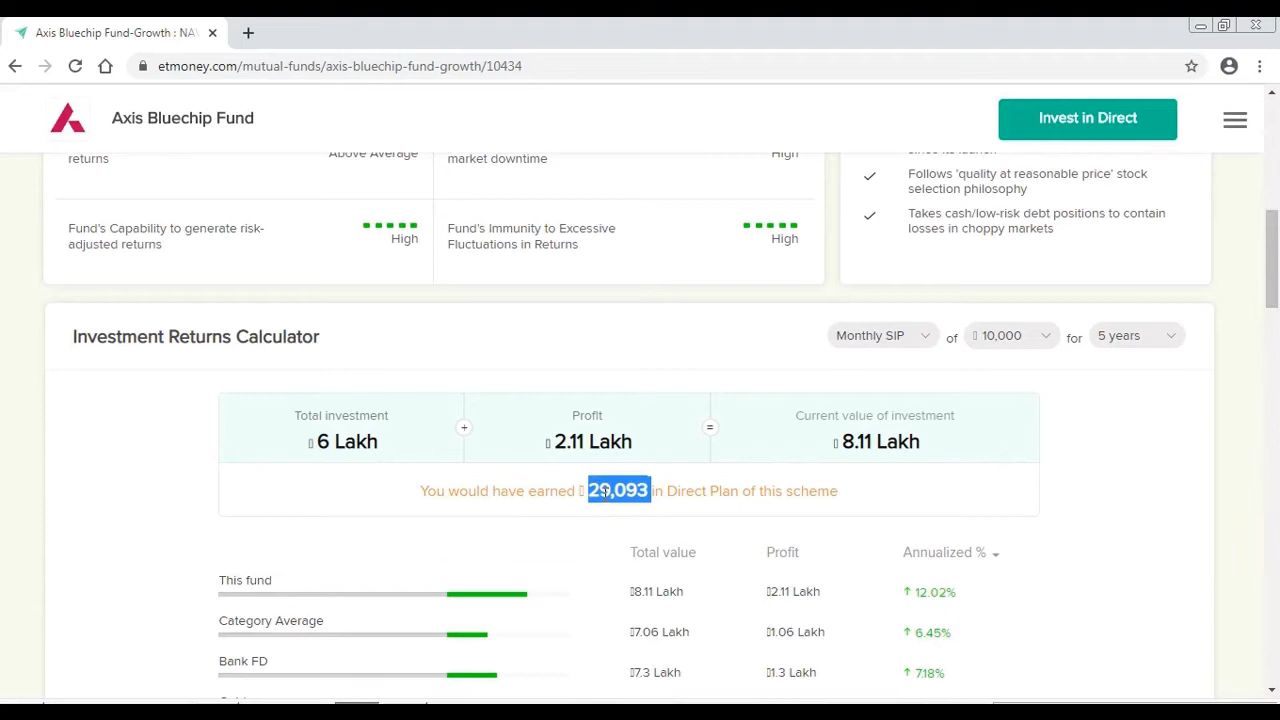 Axis Bluechip Fund-Growth : NA
etmoney.com/mutual-funds/axis-bluechip-fund-growth/10434
Axis Bluechip Fund
Invest in Direct
returns
Above Average
market downtime
High
Follows 'quality at reasonable price' stock
selection philosophy
Takes cash/low-risk debt positions to contain
losses in choppy markets
Fund's Capability to generate risk-
adjusted returns
High
Fund's Immunity to Excessive
Fluctuations in Returns
High
Investment Returns Calculator
Monthly SIP of 10,000 for 5 years
Total investment
6 Lakh
+
Profit
2.11 Lakh
=
Current value of investment
8.11 Lakh
You would have earned 29,093 in Direct Plan of this scheme
Total value Profit Annualized %
This fund
8.11 Lakh 2.11 Lakh 12.02%
Category Average
7.06 Lakh 1.06 Lakh 6.45%
Bank FD
7.3 Lakh 1.3 Lakh 7.18%